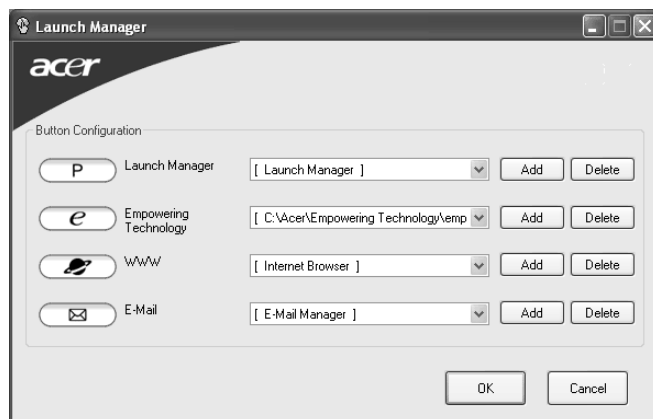 Launch Manager
acer
Button Configuration
P Launch Manager [ Launch Manager ] Add Delete
e Empowering Technology [ C:\Acer\Empowering Technology\emp Add Delete
WWW [ Internet Browser ] Add Delete
E-Mail [ E-Mail Manager ] Add Delete
OK Cancel